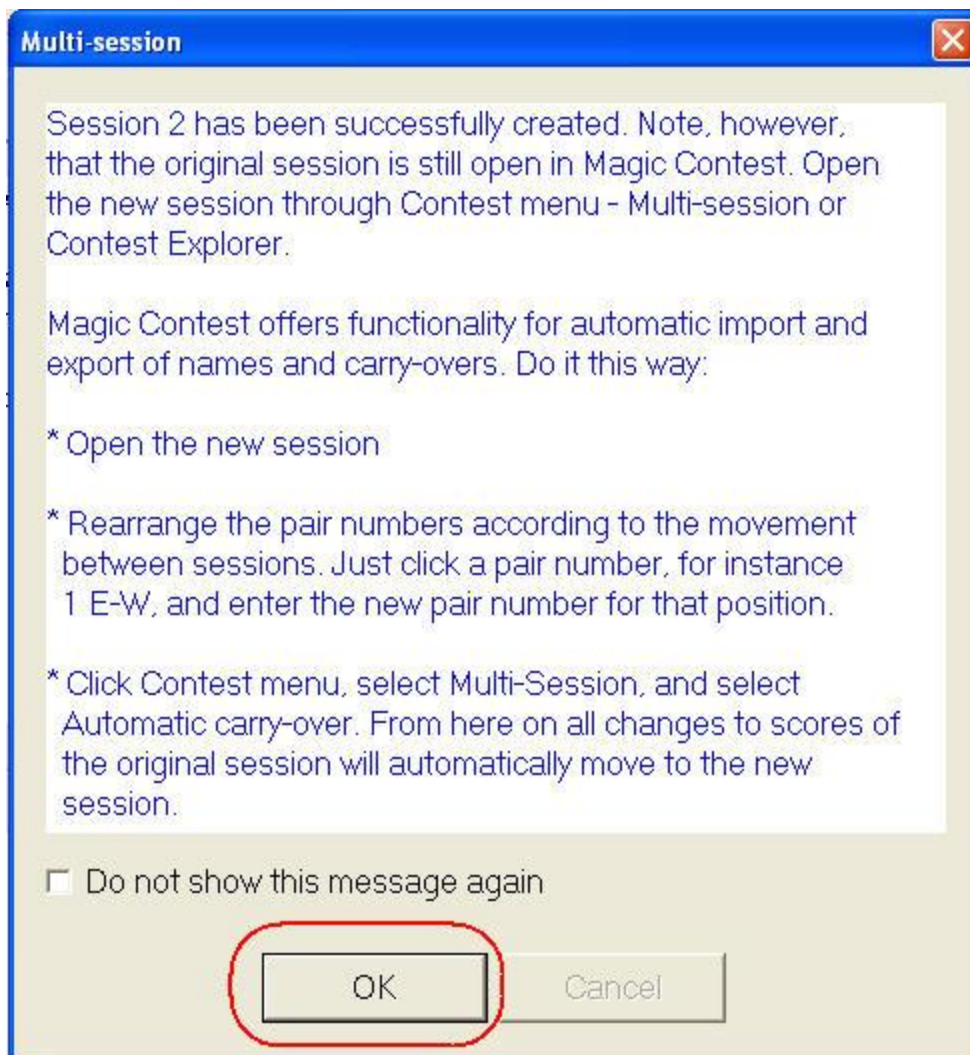 Multi-session
Session 2 has been successfully created. Note, however,
that the original session is still open in Magic Contest. Open
the new session through Contest menu - Multi-session or
Contest Explorer.
Magic Contest offers functionality for automatic import and
export of names and carry-overs. Do it this way:
* Open the new session
* Rearrange the pair numbers according to the movement
between sessions. Just click a pair number, for instance
1 E-W, and enter the new pair number for that position.
* Click Contest menu, select Multi-Session, and select
Automatic carry-over. From here on all changes to scores of
the original session will automatically move to the new
session.
Do not show this message again
OK
Cancel